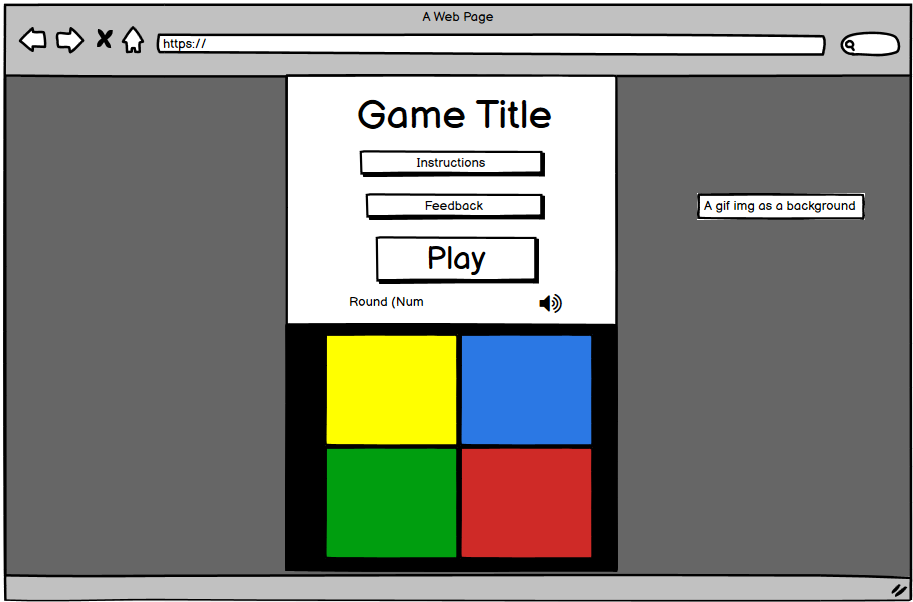 A Web Page
https://
Game Title
Instructions
Feedback
A gif img as a background
Play
Round (Num